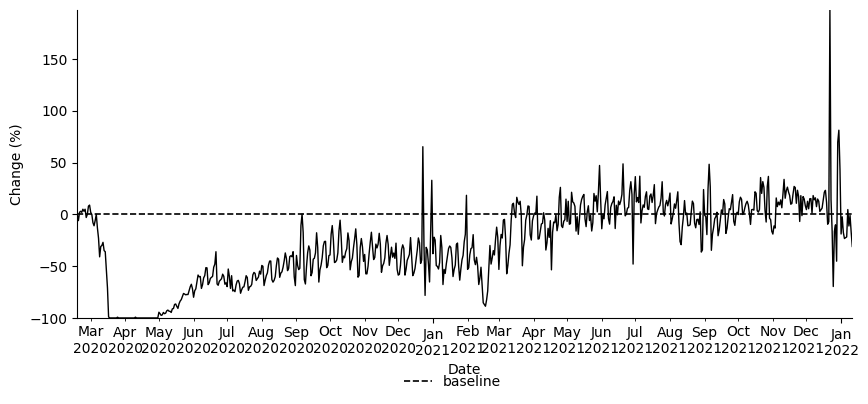 Change (%)
150
100
50
0
−50
−100
Mar Apr May Jun Jul Aug Sep Oct Nov Dec Jan Feb Mar Apr May Jun Jul Aug Sep Oct Nov Dec Jan
2020 2020 2020 2020 2020 2020 2020 2020 2020 2020 2021 2021 2021 2021 2021 2021 2021 2021 2021 2021 2021 2021 2022
Date
baseline